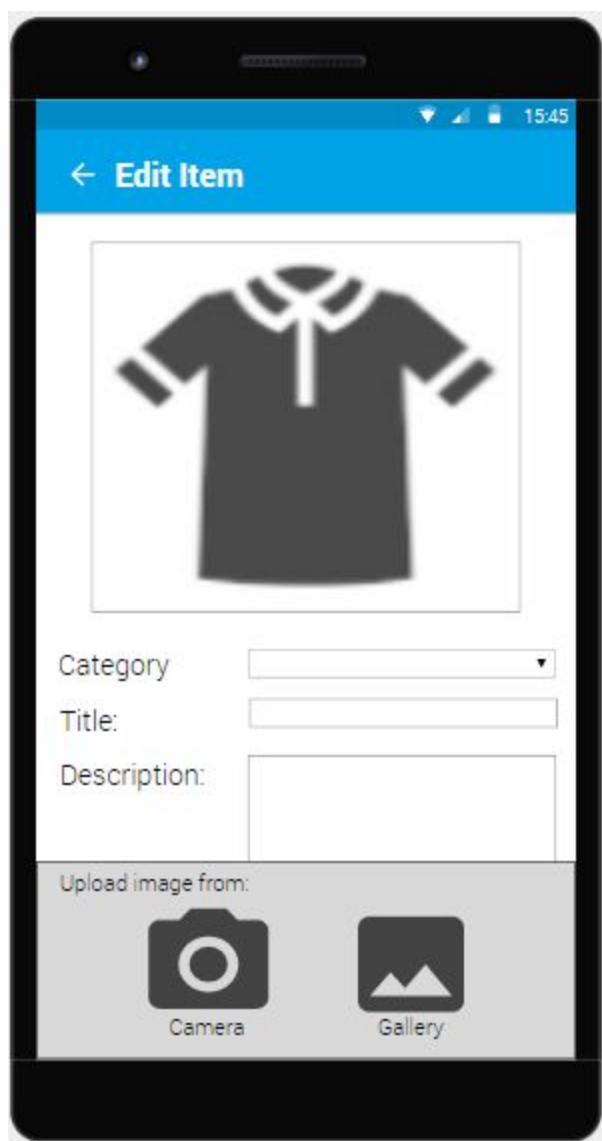 15:45
Edit Item
Category
Title:
Description:
Upload image from:
Camera
Gallery